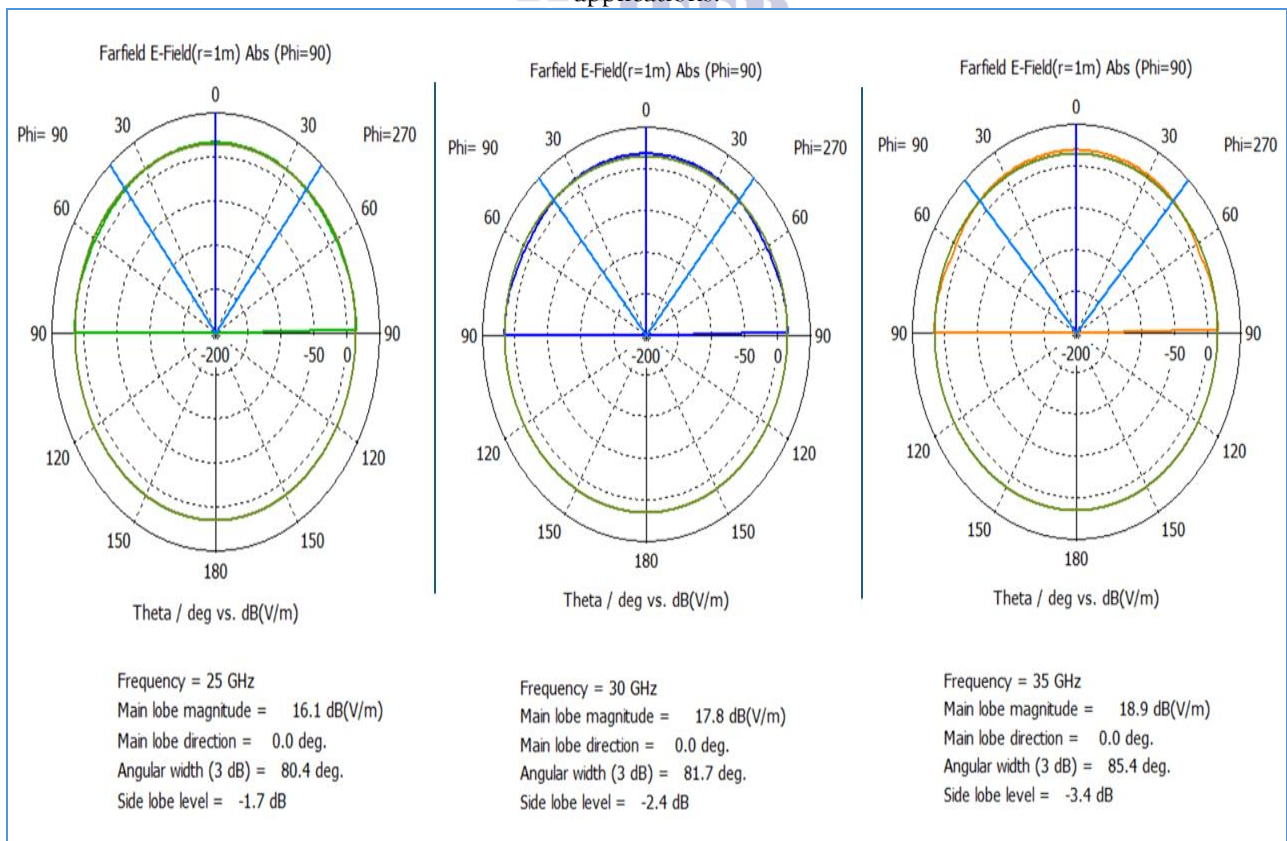 applications.
Farfield E-Field(r=1m) Abs (Phi=90)
0
Phi= 90
30
30
Phi=270
60
60
90
-200
-50
0
90
120
120
150
150
180
Theta / deg vs. dB(V/m)
Frequency = 25 GHz
Main lobe magnitude = 16.1 dB(V/m)
Main lobe direction = 0.0 deg.
Angular width (3 dB) = 80.4 deg.
Side lobe level = -1.7 dB
Farfield E-Field(r=1m) Abs (Phi=90)
0
Phi= 90
30
30
Phi=270
60
60
90
-200
-50
0
90
120
120
150
150
180
Theta / deg vs. dB(V/m)
Frequency = 30 GHz
Main lobe magnitude = 17.8 dB(V/m)
Main lobe direction = 0.0 deg.
Angular width (3 dB) = 81.7 deg.
Side lobe level = -2.4 dB
Farfield E-Field(r=1m) Abs (Phi=90)
0
Phi= 90
30
30
Phi=270
60
60
90
-200
-50
0
90
120
120
150
150
180
Theta / deg vs. dB(V/m)
Frequency = 35 GHz
Main lobe magnitude = 18.9 dB(V/m)
Main lobe direction = 0.0 deg.
Angular width (3 dB) = 85.4 deg.
Side lobe level = -3.4 dB